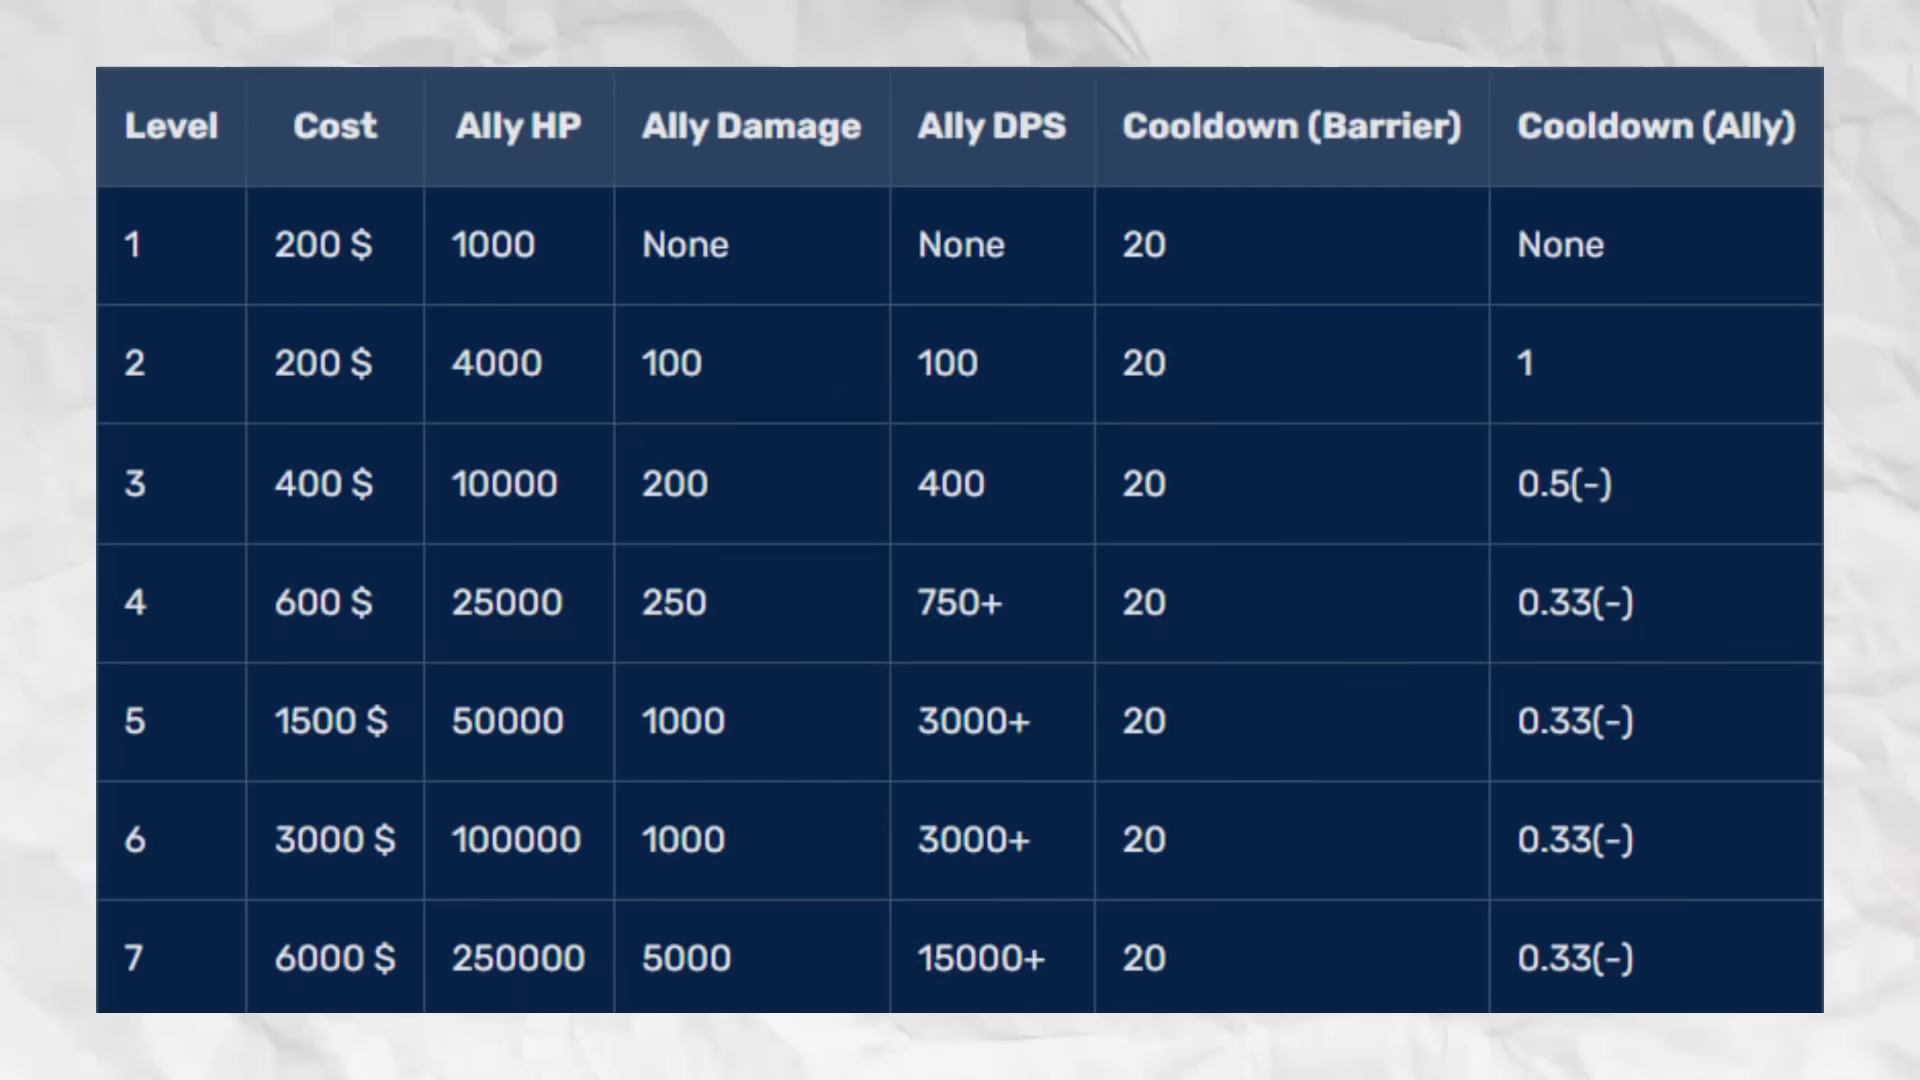 Level Cost Ally HP Ally Damage Ally DPS Cooldown (Barrier) Cooldown (Ally)
1 200 $ 1000 None None 20 None
2 200 $ 4000 100 100 20 1
3 400 $ 10000 200 400 20 0.5(-)
4 600 $ 25000 250 750+ 20 0.33(-)
5 1500 $ 50000 1000 3000+ 20 0.33(-)
6 3000 $ 100000 1000 3000+ 20 0.33(-)
7 6000 $ 250000 5000 15000+ 20 0.33(-)